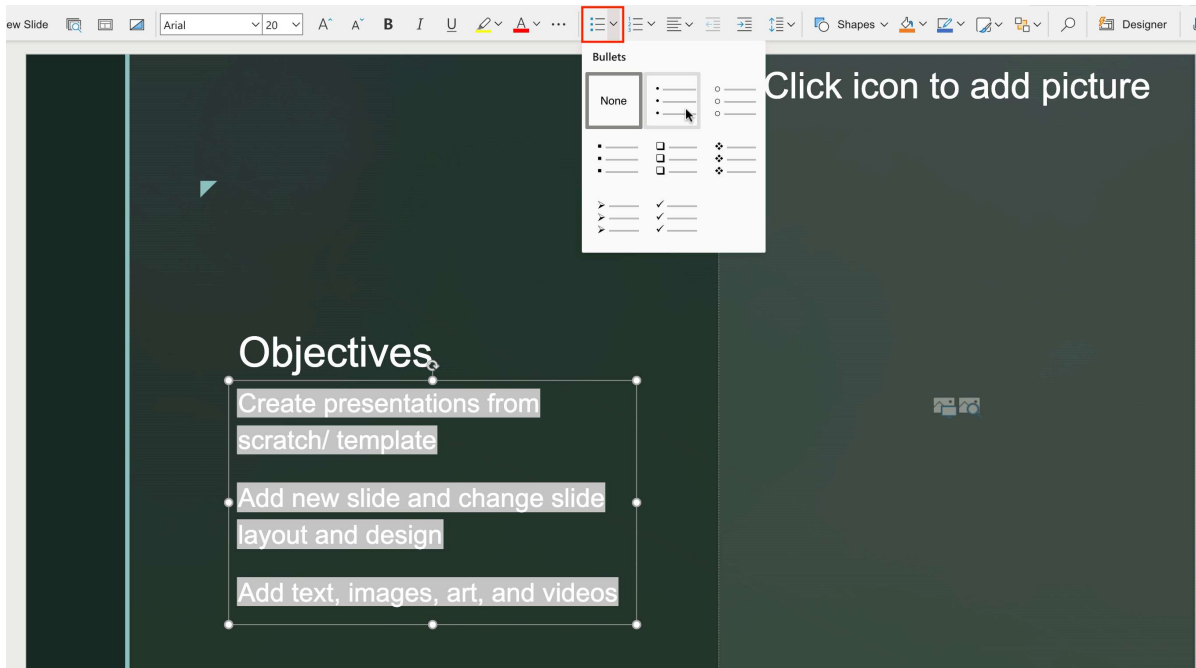 ew Slide Arial 20 A A B I U A ... Shapes Designer
Bullets
None
Click icon to add picture
Objectives
Create presentations from
scratch/ template
Add new slide and change slide
layout and design
Add text, images, art, and videos